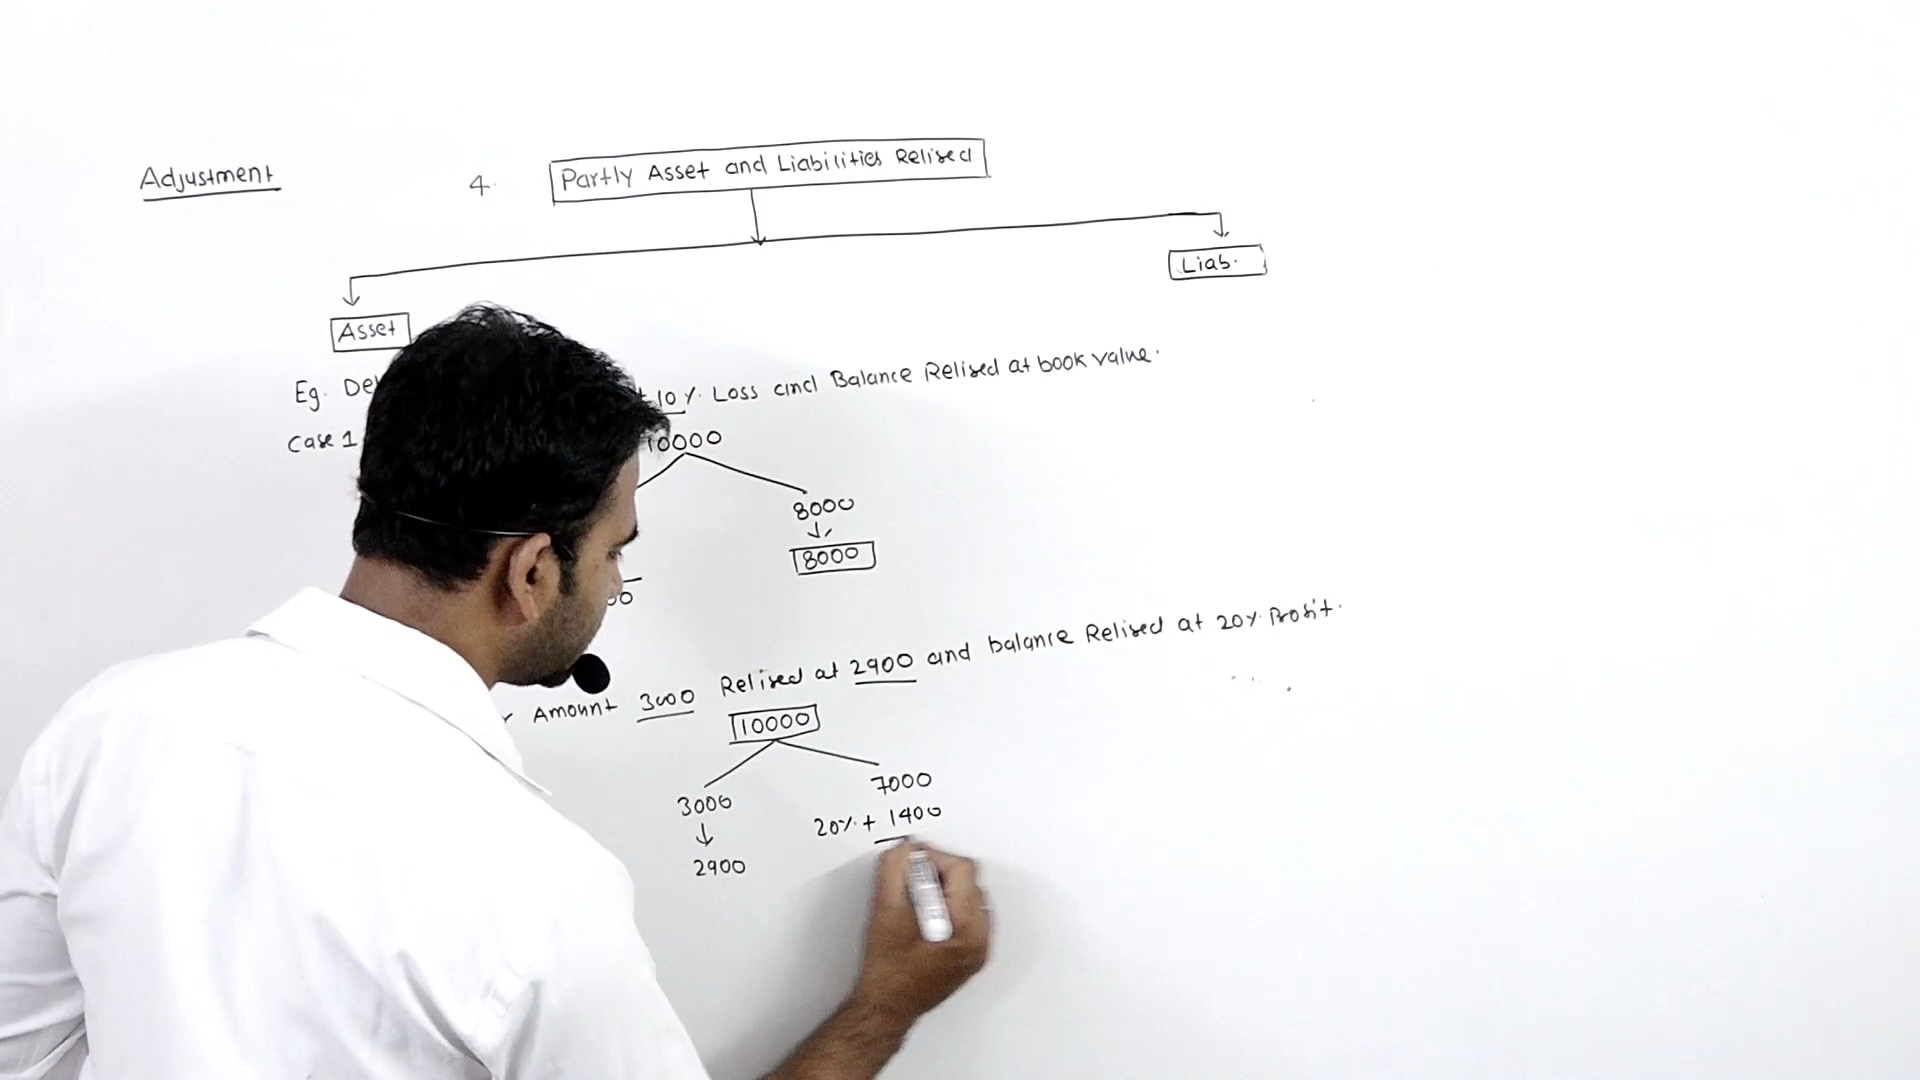 Adjustment
4.
Partly Asset and Liabilities Relised
Liab.
Asset
Eg.
10% Loss and Balance Relised at book value.
Case 1
10000
8000
8000
Amount 3000 Relised at 2900 and balance Relised at 20% Profit.
10000
3000
7000
20% + 1400
2900